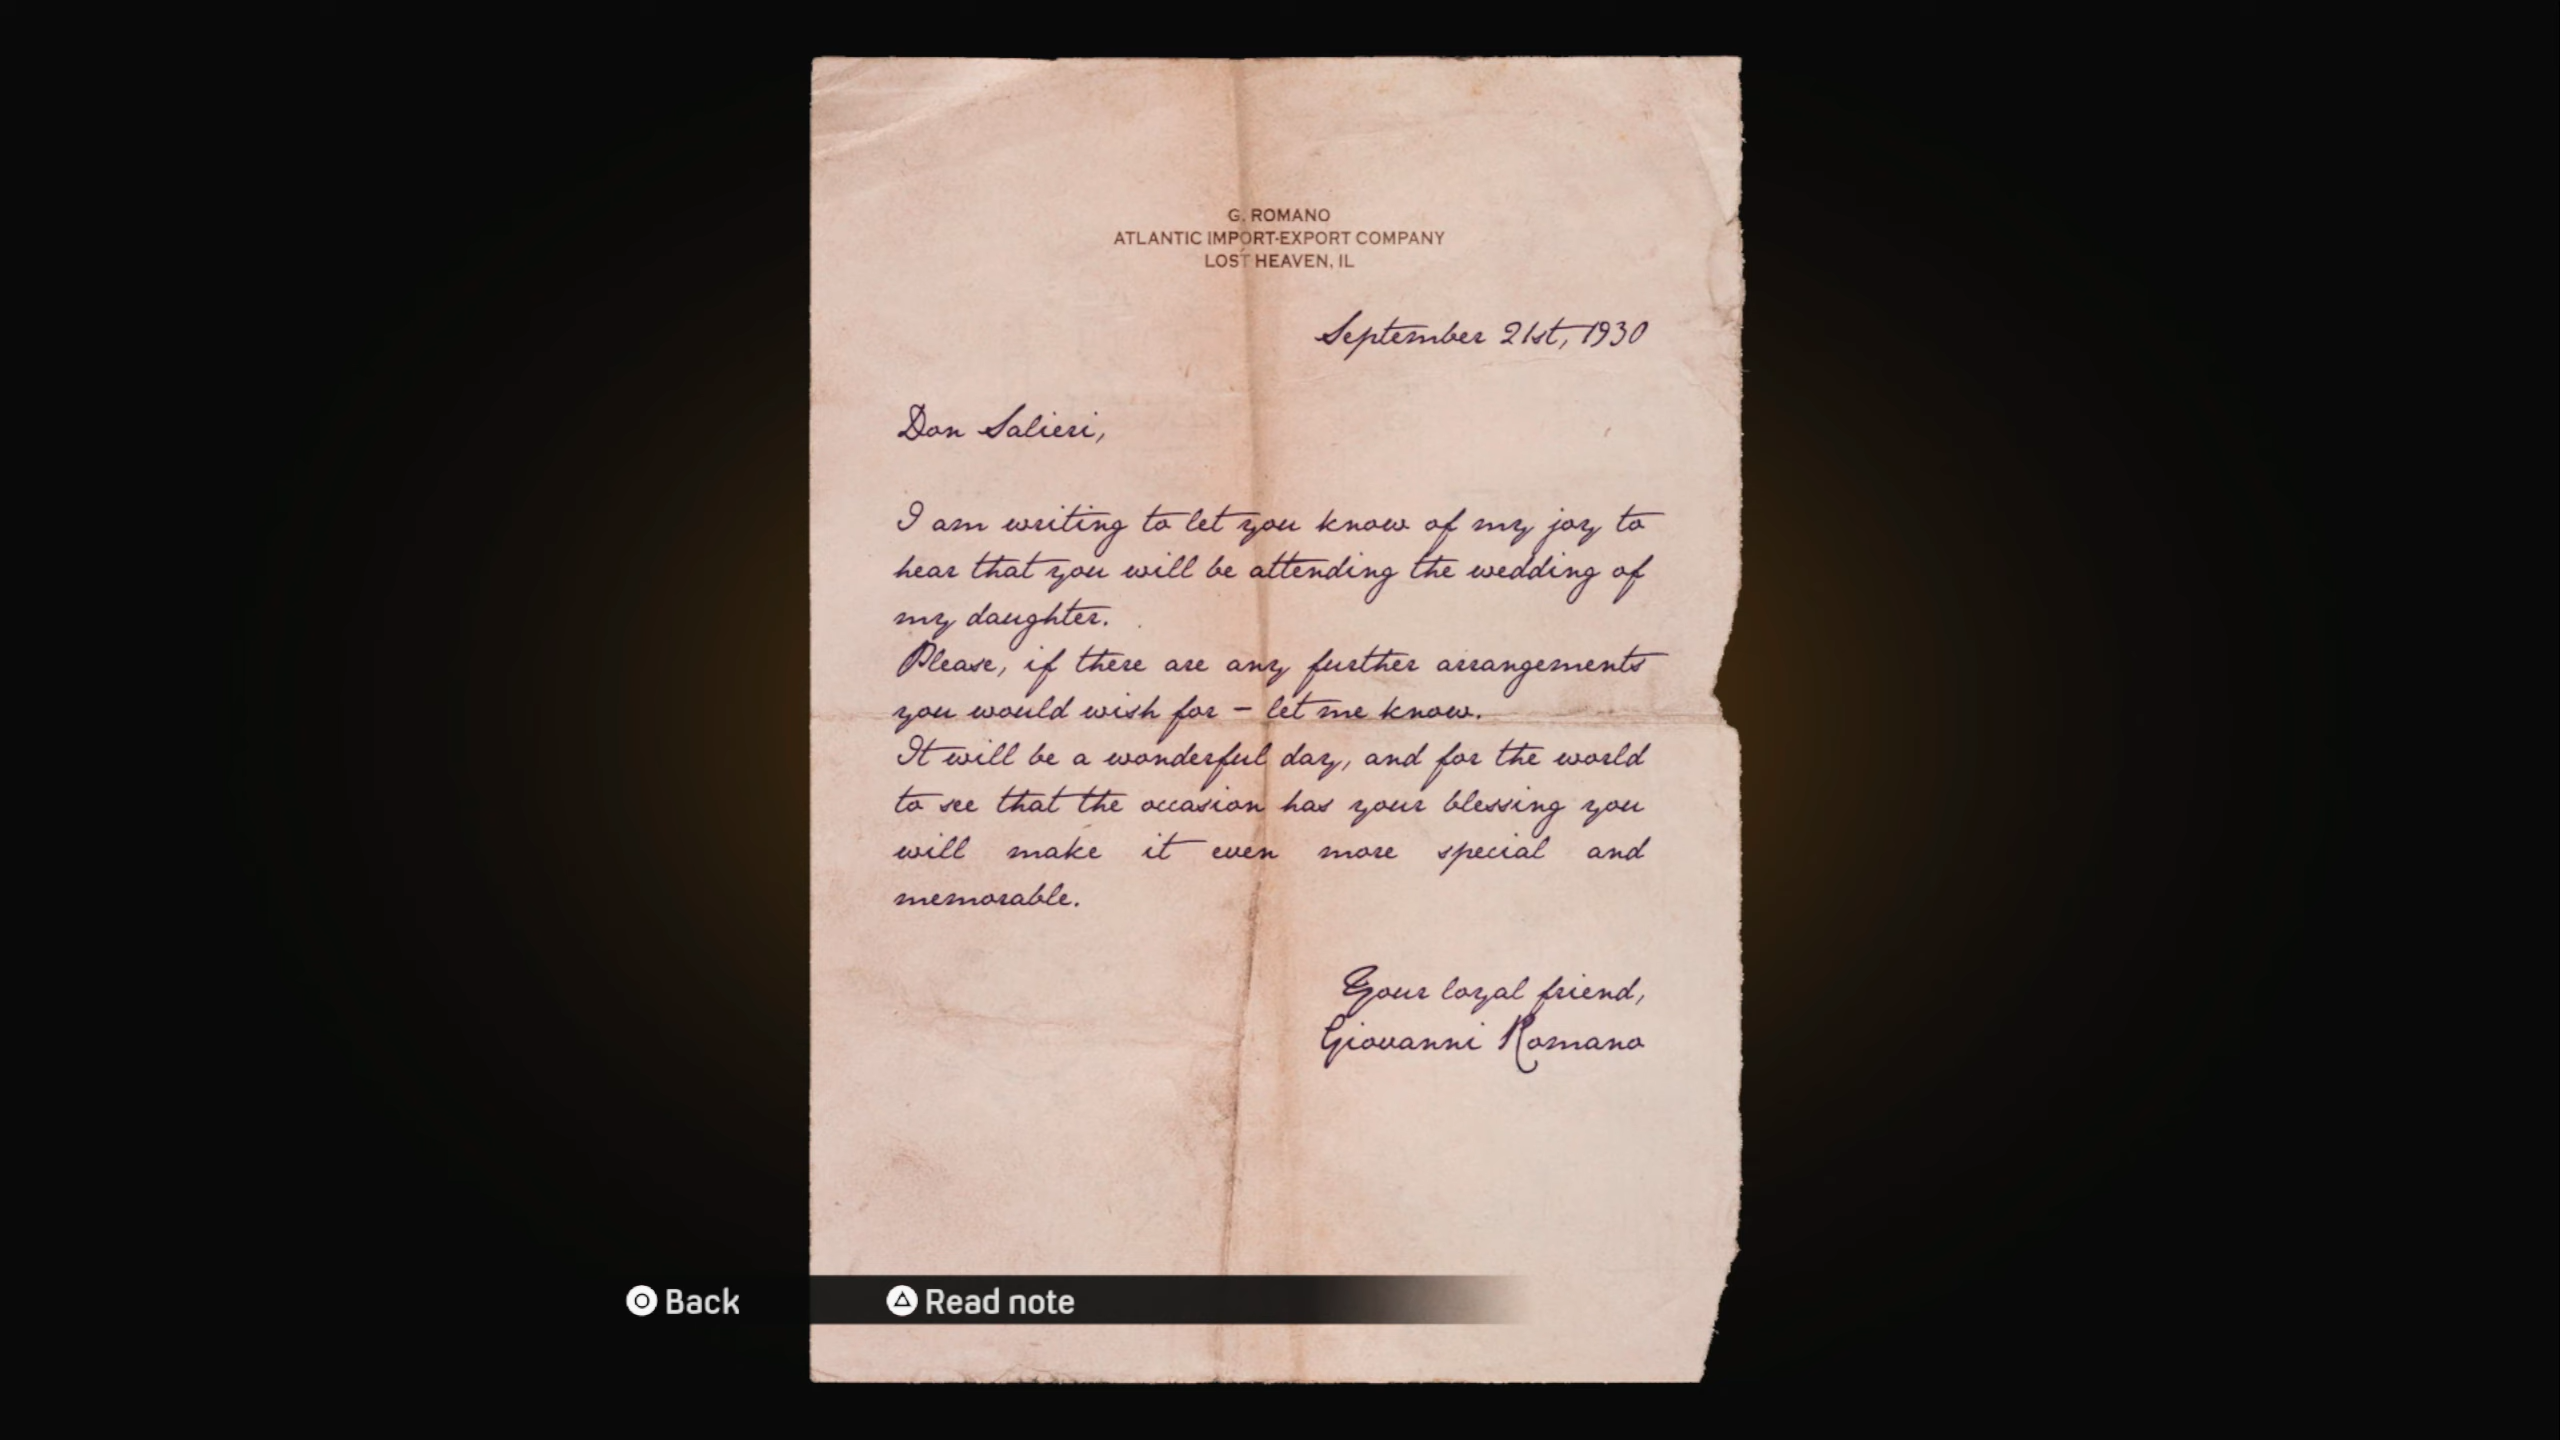 G. ROMANO
ATLANTIC IMPORT-EXPORT COMPANY
LOST HEAVEN, IL
September 21st, 1930
Don Salieri,
I am writing to let you know of my joy to
hear that you will be attending the wedding of
my daughter.
Please, if there are any further arrangements
you would wish for – let me know.
It will be a wonderful day, and for the world
to see that the occasion has your blessing you
will make it even more special and
memorable.
Your loyal friend,
Giovanni Romano
Back
Read note